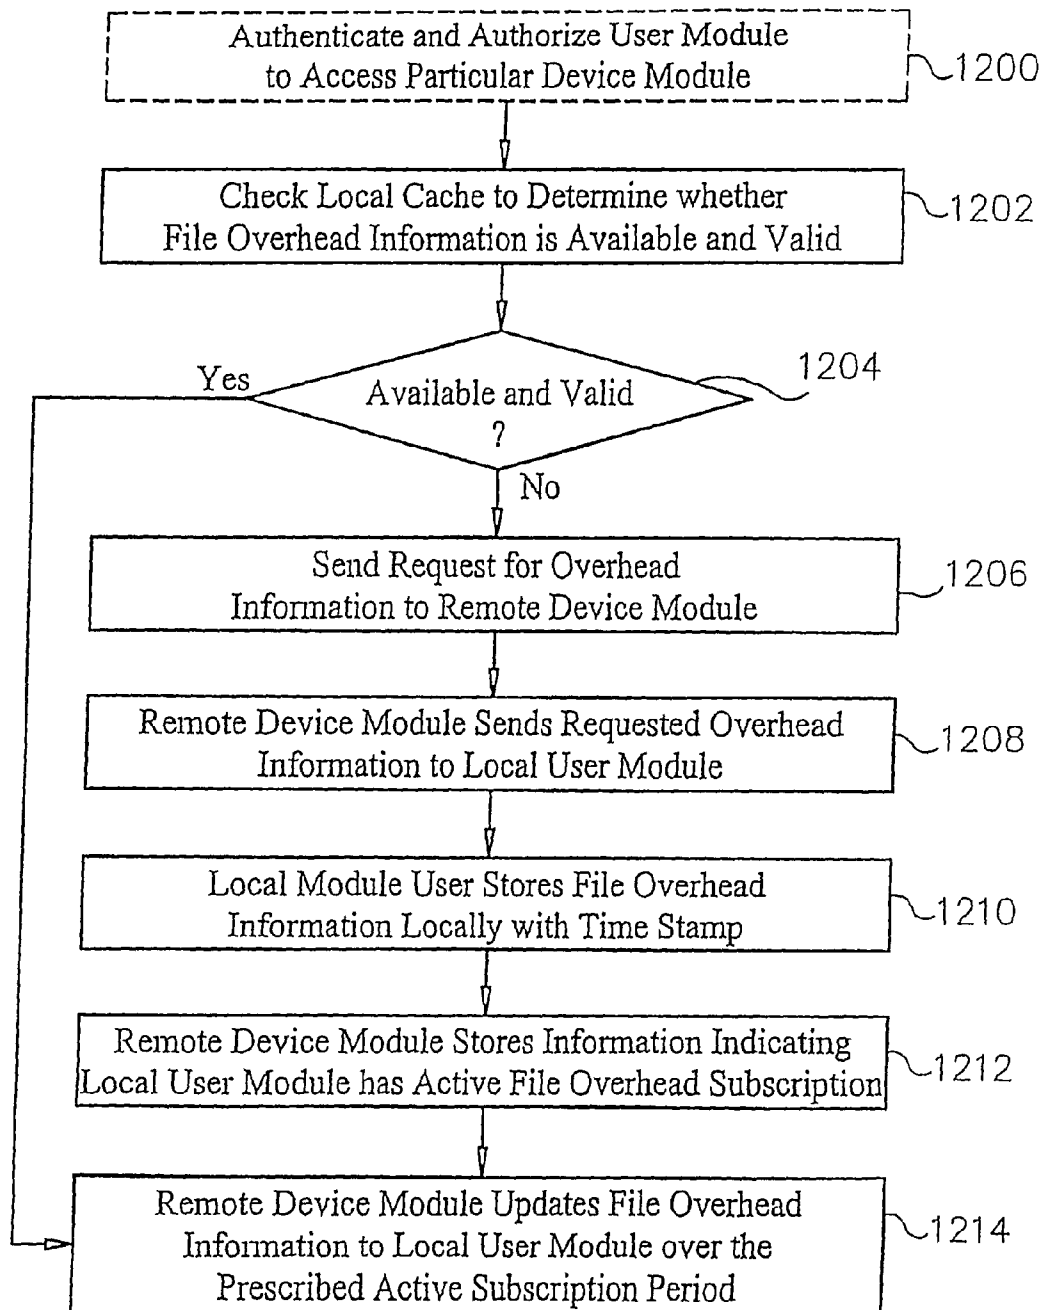 Authenticate and Authorize User Module
to Access Particular Device Module
1200
Check Local Cache to Determine whether
File Overhead Information is Available and Valid
1202
Yes
Available and Valid
?
1204
No
Send Request for Overhead
Information to Remote Device Module
1206
Remote Device Module Sends Requested Overhead
Information to Local User Module
1208
Local Module User Stores File Overhead
Information Locally with Time Stamp
1210
Remote Device Module Stores Information Indicating
Local User Module has Active File Overhead Subscription
1212
Remote Device Module Updates File Overhead
Information to Local User Module over the
Prescribed Active Subscription Period
1214